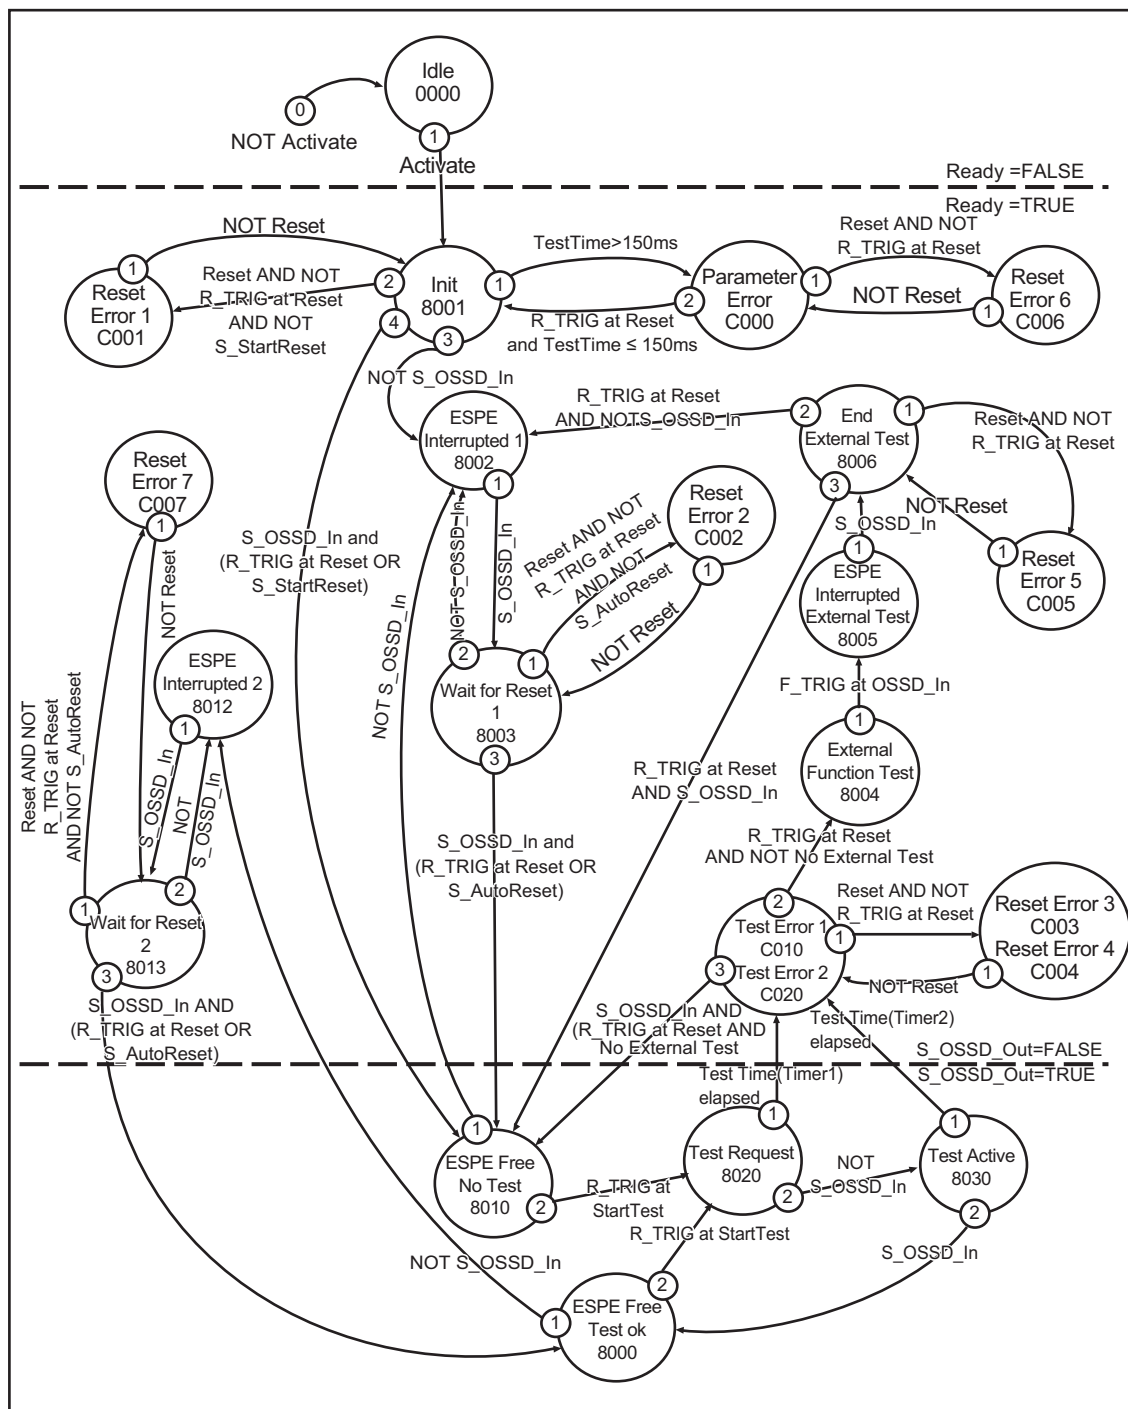 Idle
0000
0
NOT Activate
1
Activate
Ready =FALSE
Ready =TRUE
NOT Reset
1
Reset
Error 1
C001
Reset AND NOT
R_TRIG at Reset
AND NOT
S_StartReset
2
Init
8001
1
4
3
TestTime>150ms
R_TRIG at Reset
and TestTime ≤ 150ms
Parameter
Error
C000
1
2
Reset AND NOT
R_TRIG at Reset
NOT Reset
Reset
Error 6
C006
1
NOT S_OSSD_In
ESPE
Interrupted 1
8002
1
R_TRIG at Reset
AND NOTS_OSSD_In
2
End
External Test
8006
1
3
Reset AND NOT
R_TRIG at Reset
NOT Reset
1
Reset
Error 5
C005
Reset
Error 7
C007
1
NOT Reset
S_OSSD_In and
(R_TRIG at Reset OR
S_StartReset)
NOT S_OSSD_In
NOT S_OSSD_In
S_OSSD_In
Reset AND NOT
R_TRIG at Reset
AND NOT
S_AutoReset
Reset
Error 2
C002
1
NOT Reset
S_OSSD_In
1
ESPE
Interrupted
External Test
8005
ESPE
Interrupted 2
8012
1
2
1
Wait for Reset
1
8003
3
F_TRIG at OSSD_In
1
External
Function Test
8004
Reset AND NOT
R_TRIG at Reset
AND NOT S_AutoReset
S_OSSD_In
NOT
S_OSSD_In
R_TRIG at Reset
AND S_OSSD_In
R_TRIG at Reset
AND NOT No External Test
S_OSSD_In and
(R_TRIG at Reset OR
S_AutoReset)
1
2
Wait for Reset
2
8013
3
2
Test Error 1
C010
Test Error 2
C020
1
3
Reset AND NOT
R_TRIG at Reset
NOT Reset
Reset Error 3
C003
Reset Error 4
C004
1
S_OSSD_In AND
(R_TRIG at Reset OR
S_AutoReset)
S_OSSD_In AND
(R_TRIG at Reset AND
No External Test
Test Time(Timer2)
elapsed
S_OSSD_Out=FALSE
S_OSSD_Out=TRUE
Test Time(Timer1)
elapsed
1
ESPE Free
No Test
8010
2
R_TRIG at
StartTest
1
Test Request
8020
2
NOT
S_OSSD_In
1
Test Active
8030
2
R_TRIG at StartTest
NOT S_OSSD_In
S_OSSD_In
2
1
ESPE Free
Test ok
8000